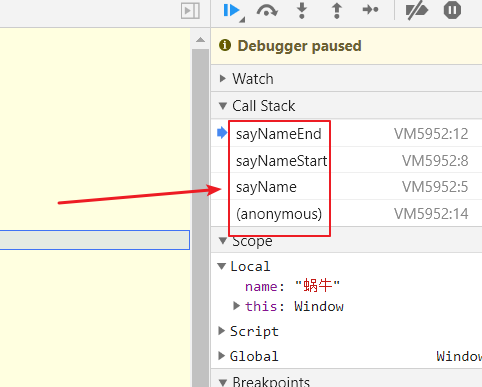 Debugger paused
Watch
Call Stack
sayNameEnd VM5952:12
sayNameStart VM5952:8
sayName VM5952:5
(anonymous) VM5952:14
Scope
Local
name: "蜗牛"
this: Window
Script
Global Window
Breakpoints